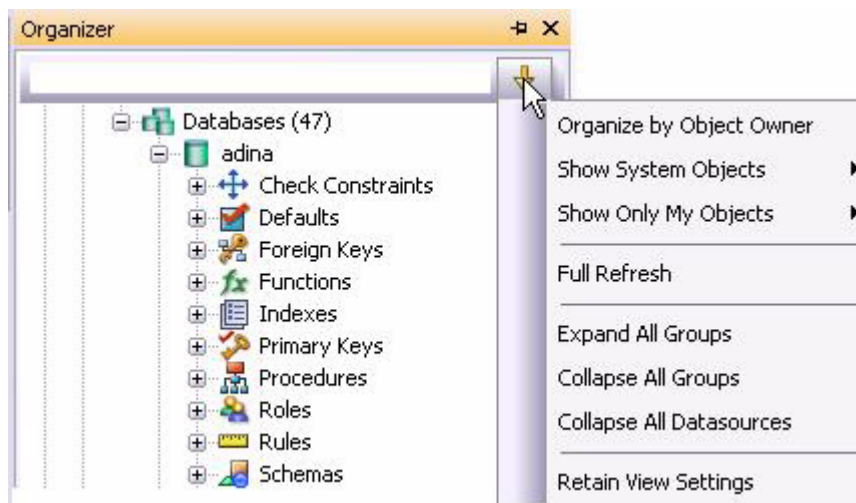 Organizer
Databases (47)
adina
Check Constraints
Defaults
Foreign Keys
Functions
Indexes
Primary Keys
Procedures
Roles
Rules
Schemas
Organize by Object Owner
Show System Objects
Show Only My Objects
Full Refresh
Expand All Groups
Collapse All Groups
Collapse All Datasources
Retain View Settings